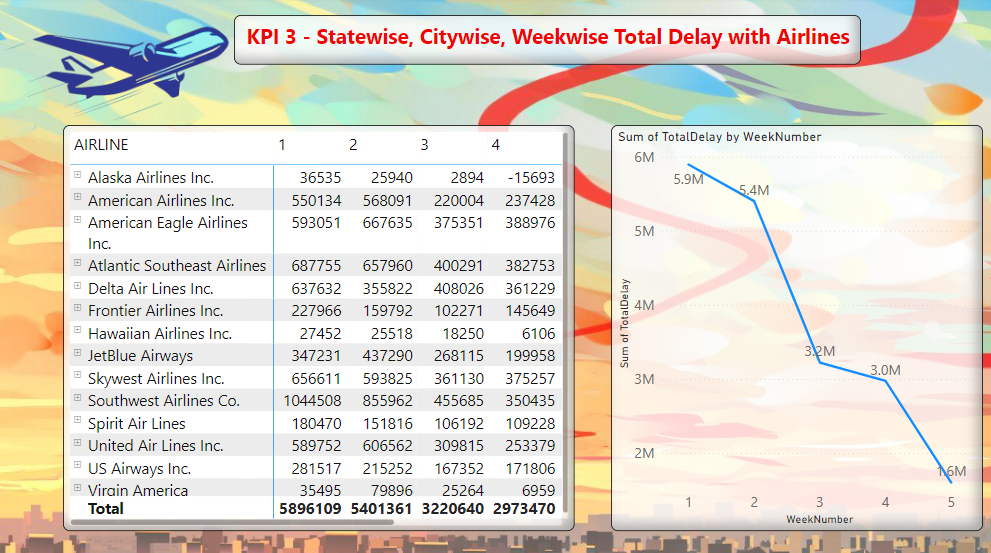 KPI 3 - Statewise, Citywise, Weekwise Total Delay with Airlines
AIRLINE 1 2 3 4
Alaska Airlines Inc. 36535 25940 2894 -15693
American Airlines Inc. 550134 568091 220004 237428
American Eagle Airlines 593051 667635 375351 388976
Inc.
Atlantic Southeast Airlines 687755 657960 400291 382753
Delta Air Lines Inc. 637632 355822 408026 361229
Frontier Airlines Inc. 227966 159792 102271 145649
Hawaiian Airlines Inc. 27452 25518 18250 6106
JetBlue Airways 347231 437290 268115 199958
Skywest Airlines Inc. 656611 593825 361130 375257
Southwest Airlines Co. 1044508 855962 455685 350435
Spirit Air Lines 180470 151816 106192 109228
United Air Lines Inc. 589752 606562 309815 253379
US Airways Inc. 281517 215252 167352 171806
Virgin America 35495 79896 25264 6959
Total 5896109 5401361 3220640 2973470
Sum of TotalDelay by WeekNumber
Sum of TotalDelay
6M
5M
4M
3M
2M
5.9M
5.4M
3.2M
3.0M
1.6M
1 2 3 4 5
WeekNumber